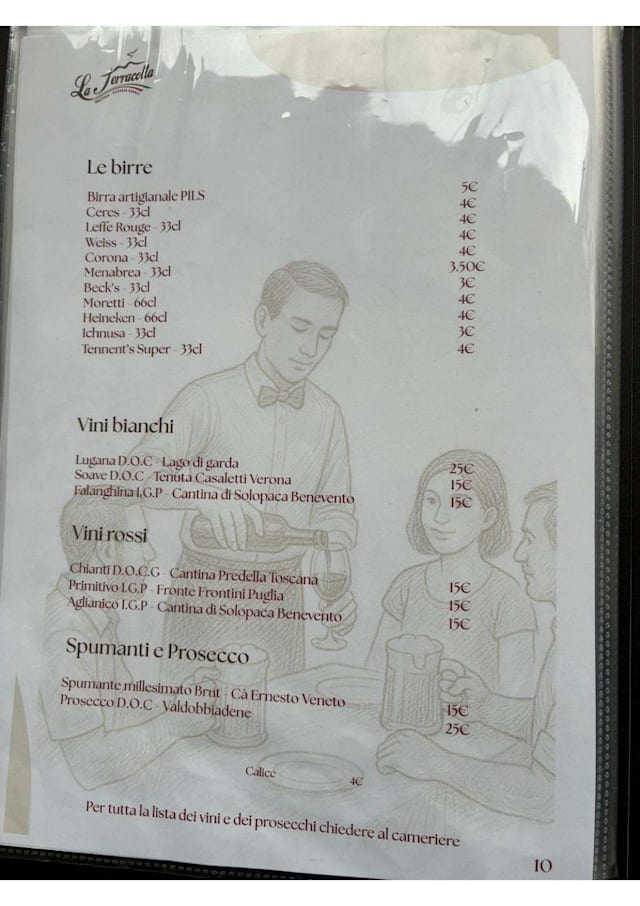 La Terracotta
Le birre
Birra artigianale PILS 5€
Ceres - 33cl 4€
Leffe Rouge - 33cl 4€
Weiss - 33cl 4€
Corona - 33cl 4€
Menabrea - 33cl 3.50€
Beck's - 33cl 3€
Moretti - 66cl 4€
Heineken - 66cl 4€
Ichnusa - 33cl 3€
Tennent's Super - 33cl 4€
Vini bianchi
Lugana D.O.C - Lago di garda 25€
Soave D.O.C - Tenuta Casaletti Verona 15€
Falanghina I.G.P - Cantina di Solopaca Benevento 15€
Vini rossi
Chianti D.O.C.G - Cantina Predella Toscana 15€
Primitivo I.G.P - Fronte Frontini Puglia 15€
Aglianico I.G.P - Cantina di Solopaca Benevento 15€
Spumanti e Prosecco
Spumante millesimato Brut - Cà Ernesto Veneto 15€
Prosecco D.O.C - Valdobbiadene 25€
Calice 4€
Per tutta la lista dei vini e dei prosecchi chiedere al cameriere
10